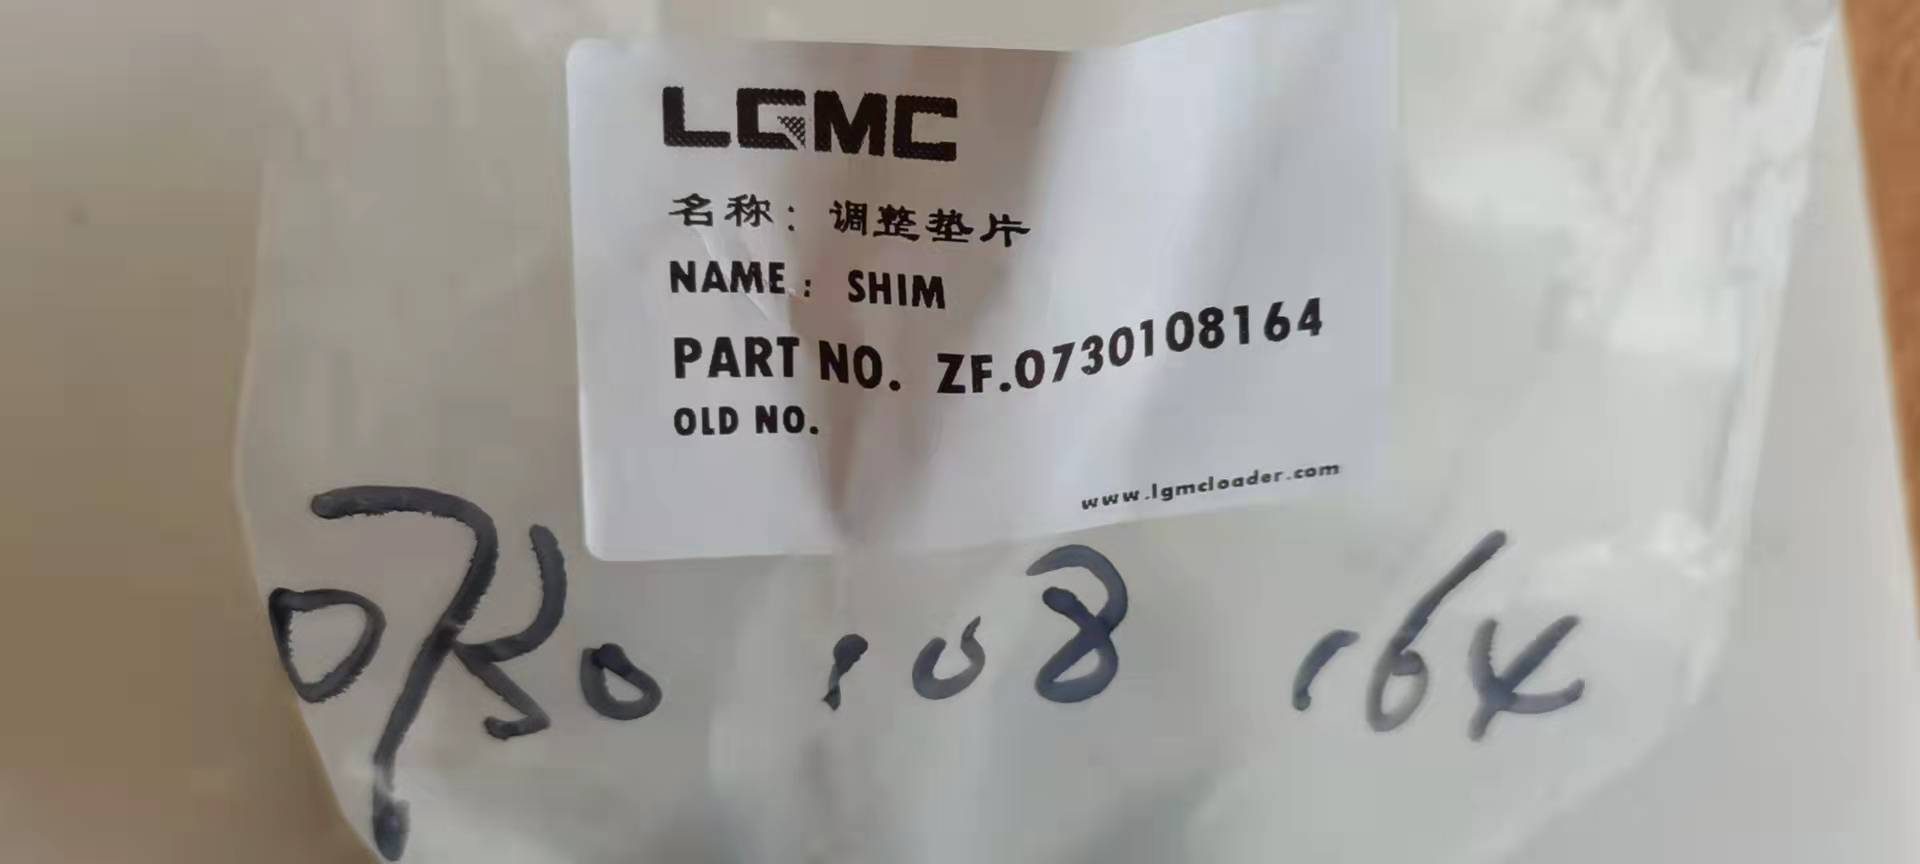 LGMC
名称：调整垫片
NAME： SHIM
PART NO. ZF.0730108164
OLD NO.
www.lgmcloader.com
0730 108 164